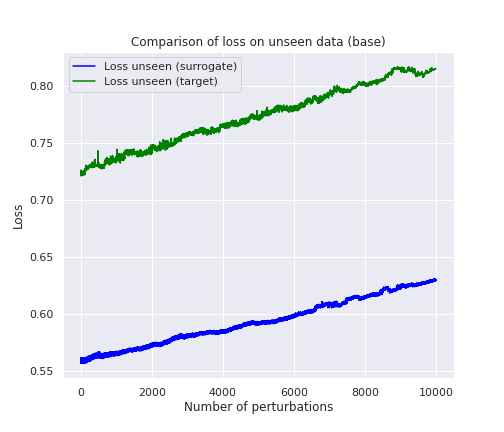 Comparison of loss on unseen data (base)
Loss unseen (surrogate)
Loss unseen (target)
0.80
0.75
0.70
0.65
0.60
0.55
Loss
0 2000 4000 6000 8000 10000
Number of perturbations